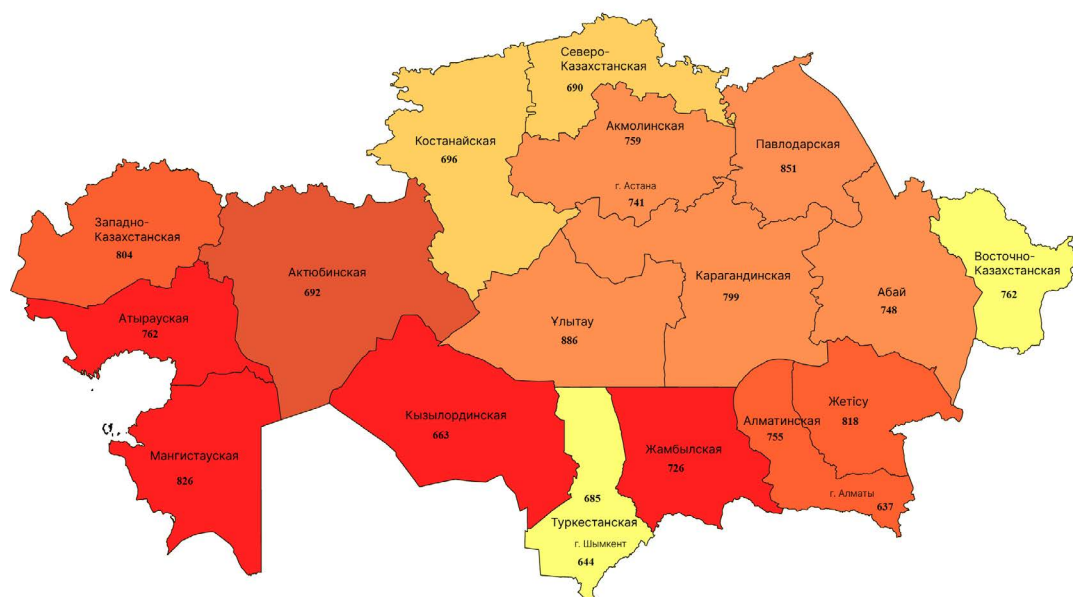 Северо-
Казахстанская
690
Костанайская
696
Акмолинская
759
г. Астана
741
Павлодарская
851
Западно-
Казахстанская
804
Актюбинская
692
Атырауская
762
Мангистауская
826
Ұлытау
886
Карагандинская
799
Абай
748
Восточно-
Казахстанская
762
Кызылординская
663
685
Туркестанская
г. Шымкент
644
Жамбылская
726
Алматинская
755
Жетісу
818
г. Алматы
637